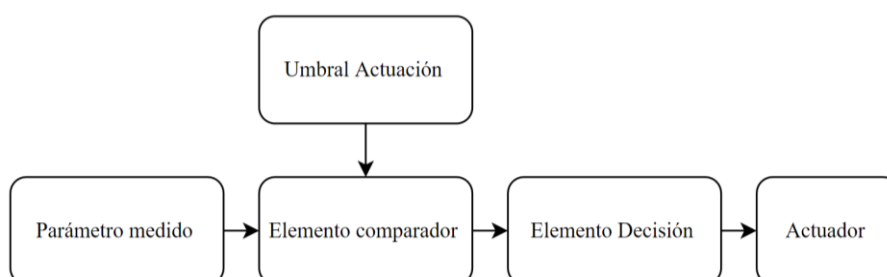 Umbral Actuación
Parámetro medido
Elemento comparador
Elemento Decisión
Actuador